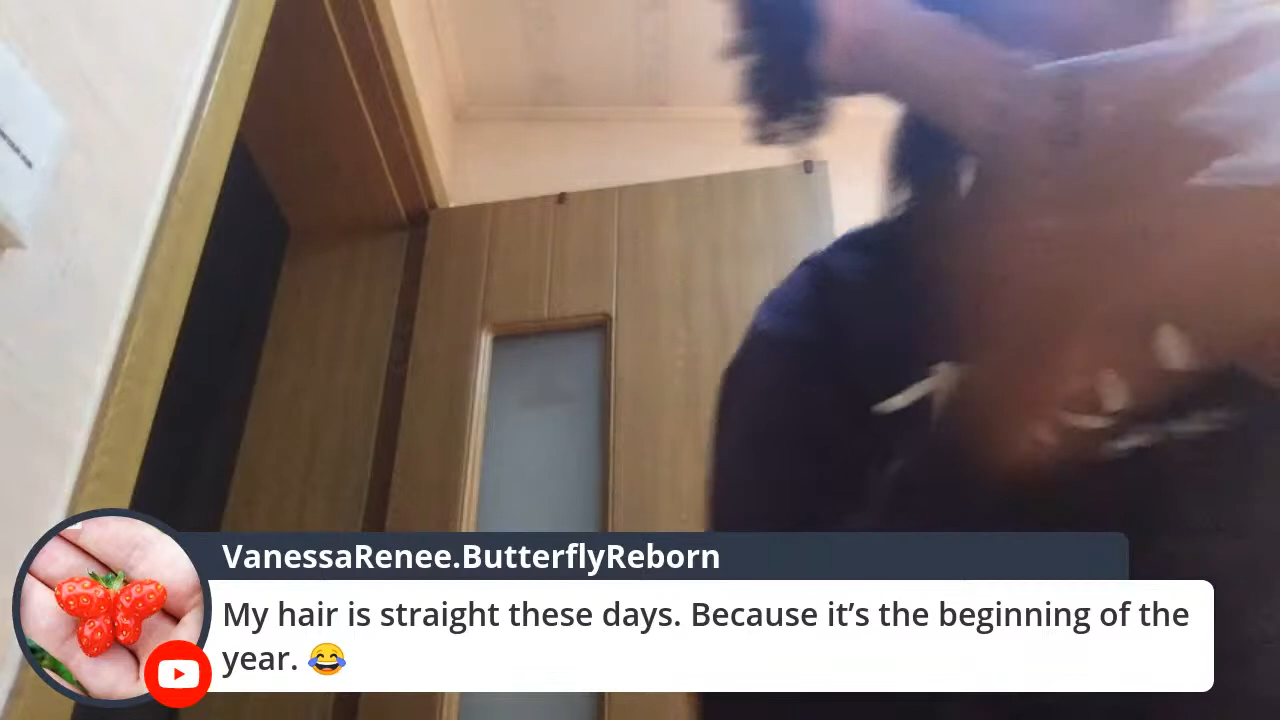 VanessaRenee.ButterflyReborn
My hair is straight these days. Because it’s the beginning of the
year. 😂